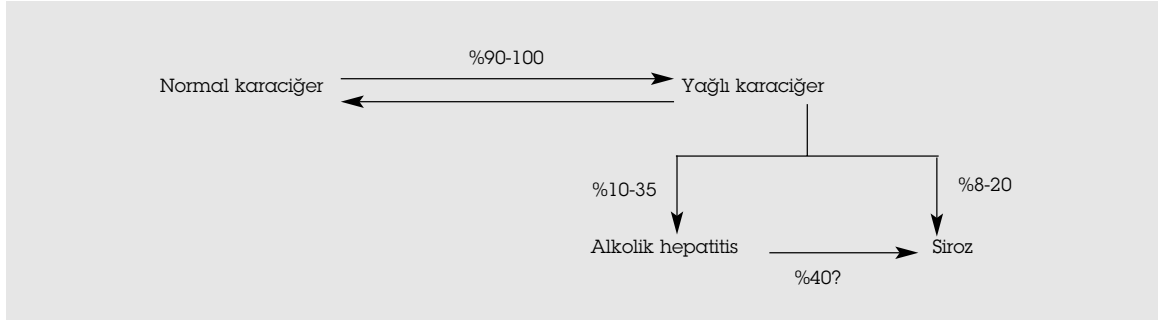 %90-100
Normal karaciğer
Yağlı karaciğer
%10-35
%8-20
Alkolik hepatitis
Siroz
%40?